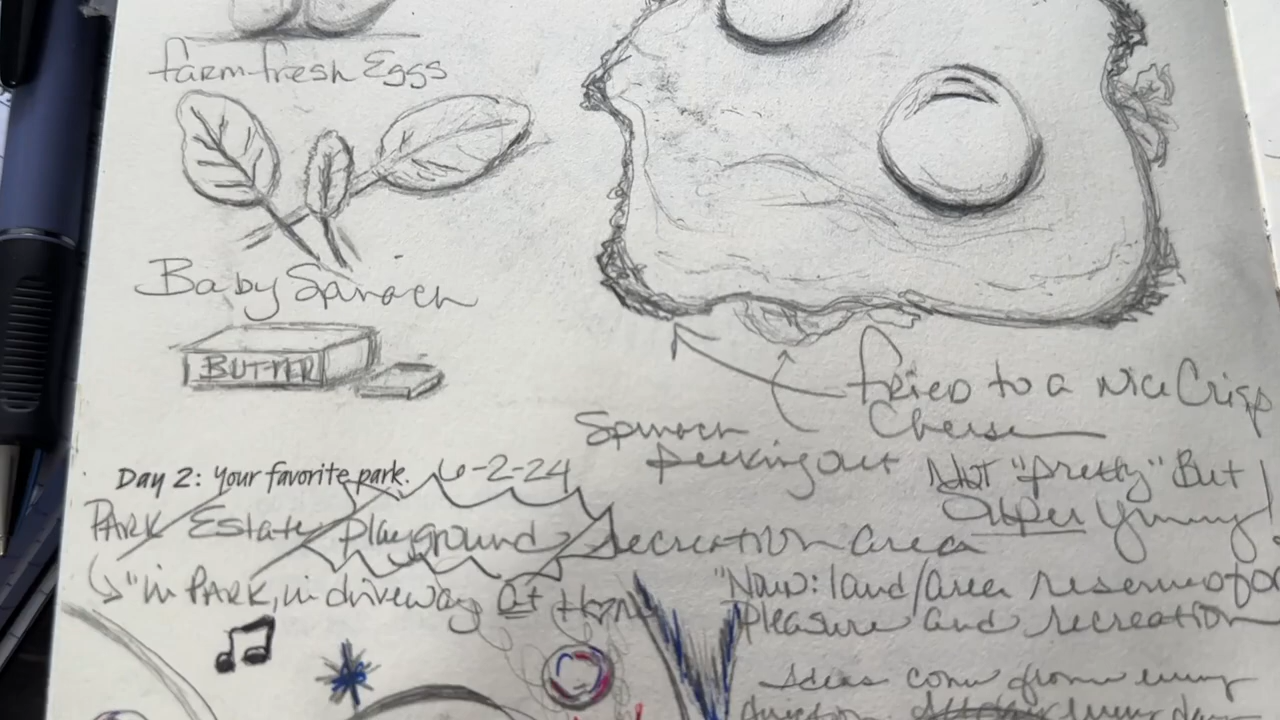 farm-fresh Eggs
Baby Spinach
BUTTER
Fried to a Nice Crisp
Cheese
Spinach
peeking out
Not "pretty" But
Super Yummy!
Day 2: Your favorite park. 6-2-24
PARK Estate Playground recreation area
"in PARK, in driveway at Home
"Noun: land/area reserved for
Pleasure and recreation
Ideas come from every
direction